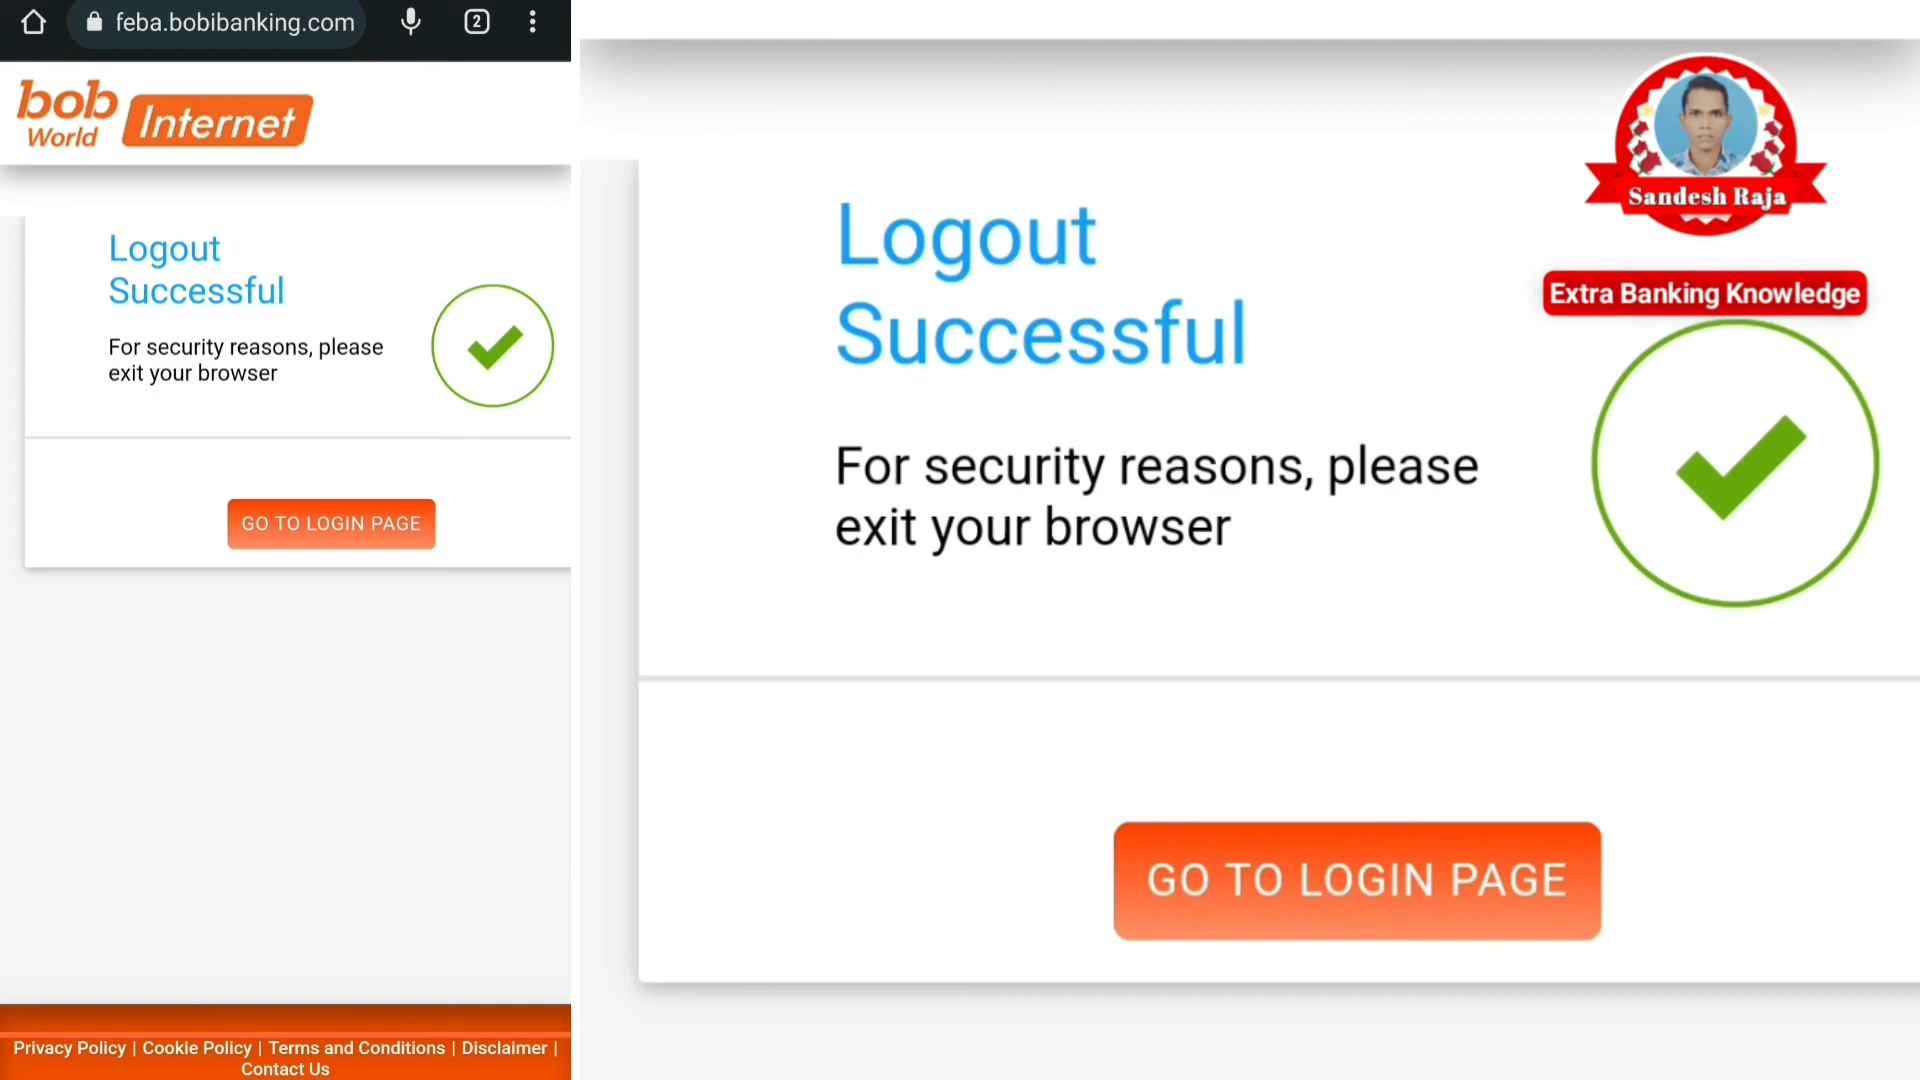 feba.bobibanking.com
2
bob
World
Internet
Logout
Successful
For security reasons, please
exit your browser
GO TO LOGIN PAGE
Privacy Policy | Cookie Policy | Terms and Conditions | Disclaimer |
Contact Us
Sandesh Raja
Extra Banking Knowledge
Logout
Successful
For security reasons, please
exit your browser
GO TO LOGIN PAGE